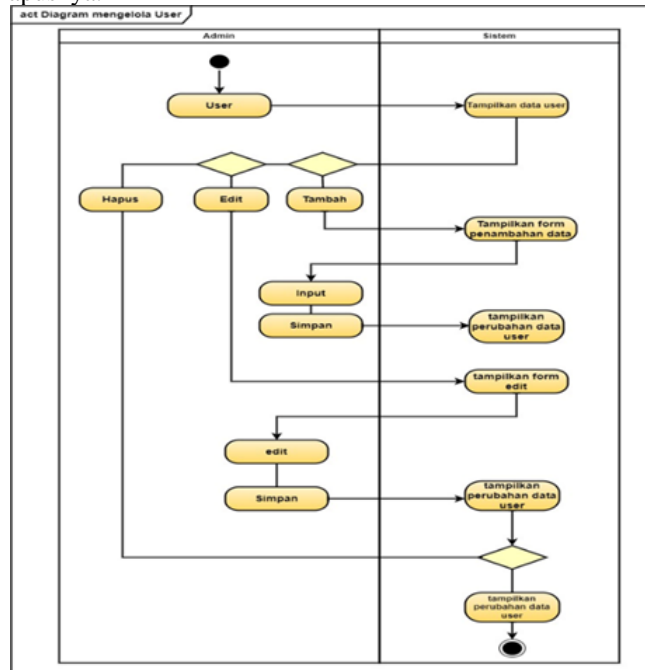 act Diagram mengelola User
Admin
Sistem
User
Tampilkan data user
Hapus
Edit
Tambah
Tampilkan form
penambahan data
Input
Simpan
tampilkan
perubahan data
user
tampilkan form
edit
edit
Simpan
tampilkan
perubahan data
user
tampilkan
perubahan data
user